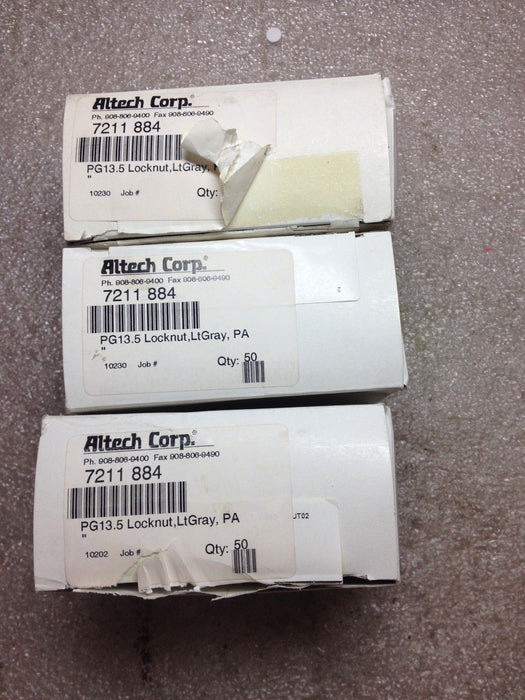 Altech Corp.®
Ph. 908-806-9400 Fax 908-806-9490
7211 884
PG13.5 Locknut,LtGray,
"
10230 Job # Qty:
Altech Corp.®
Ph. 908-806-9400 Fax 908-806-9490
7211 884
PG13.5 Locknut,LtGray, PA
"
10230 Job # Qty: 50
2
Altech Corp.®
Ph. 908-806-9400 Fax 908-806-9490
7211 884
PG13.5 Locknut,LtGray, PA
"
10202 Job # Qty: 50
UT02